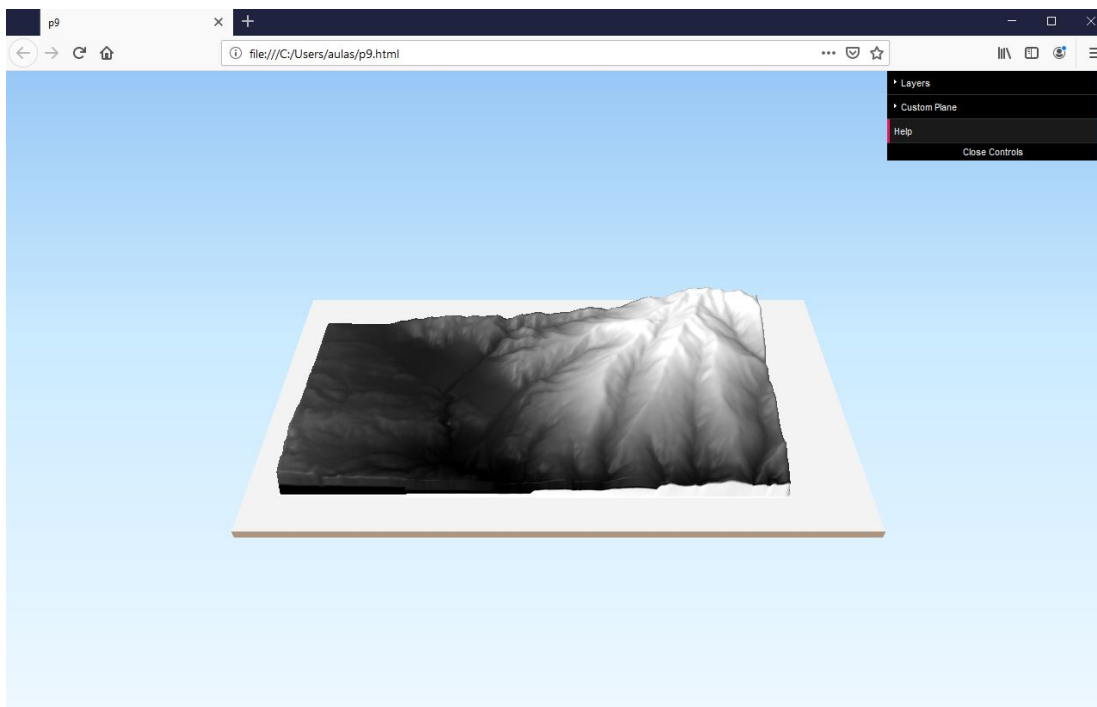 p9
file:///C:/Users/aulas/p9.html
Layers
Custom Plane
Help
Close Controls